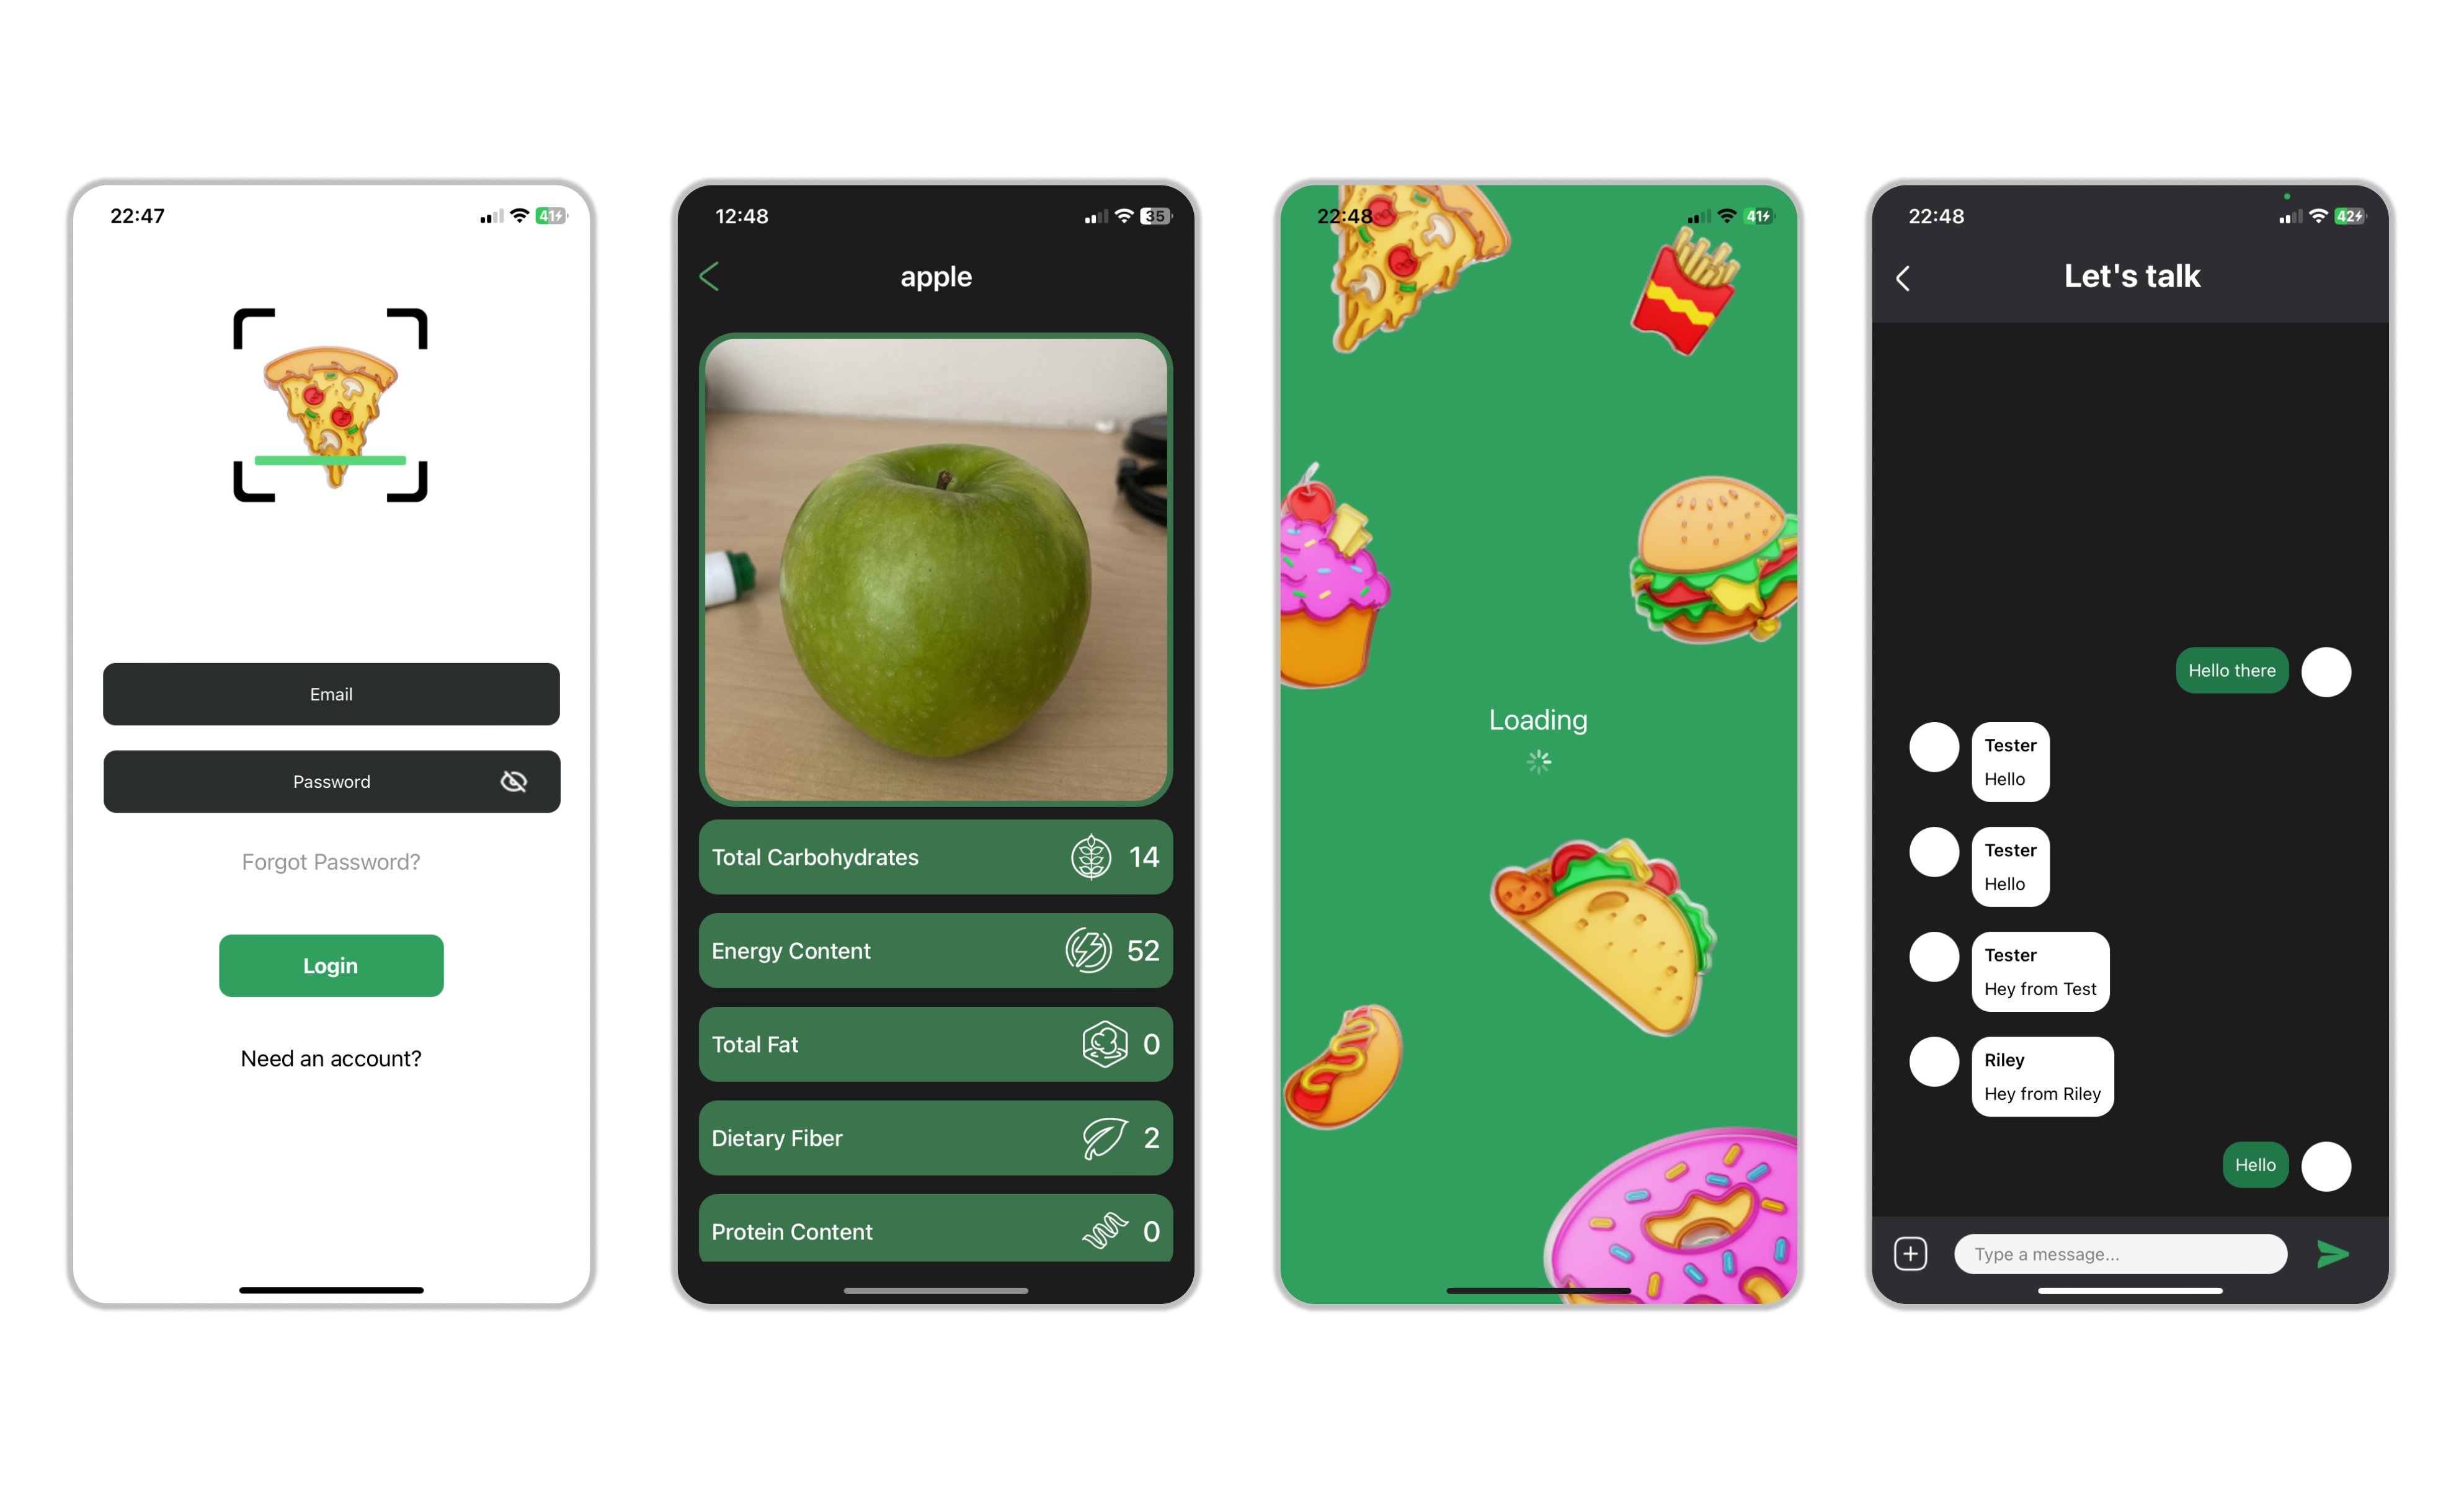 22:47
41
Email
Password
Forgot Password?
Login
Need an account?
12:48
35
apple
Total Carbohydrates 14
Energy Content 52
Total Fat 0
Dietary Fiber 2
Protein Content 0
22:48
41
Loading
22:48
42
Let's talk
Hello there
Tester
Hello
Tester
Hello
Tester
Hey from Test
Riley
Hey from Riley
Hello
Type a message...